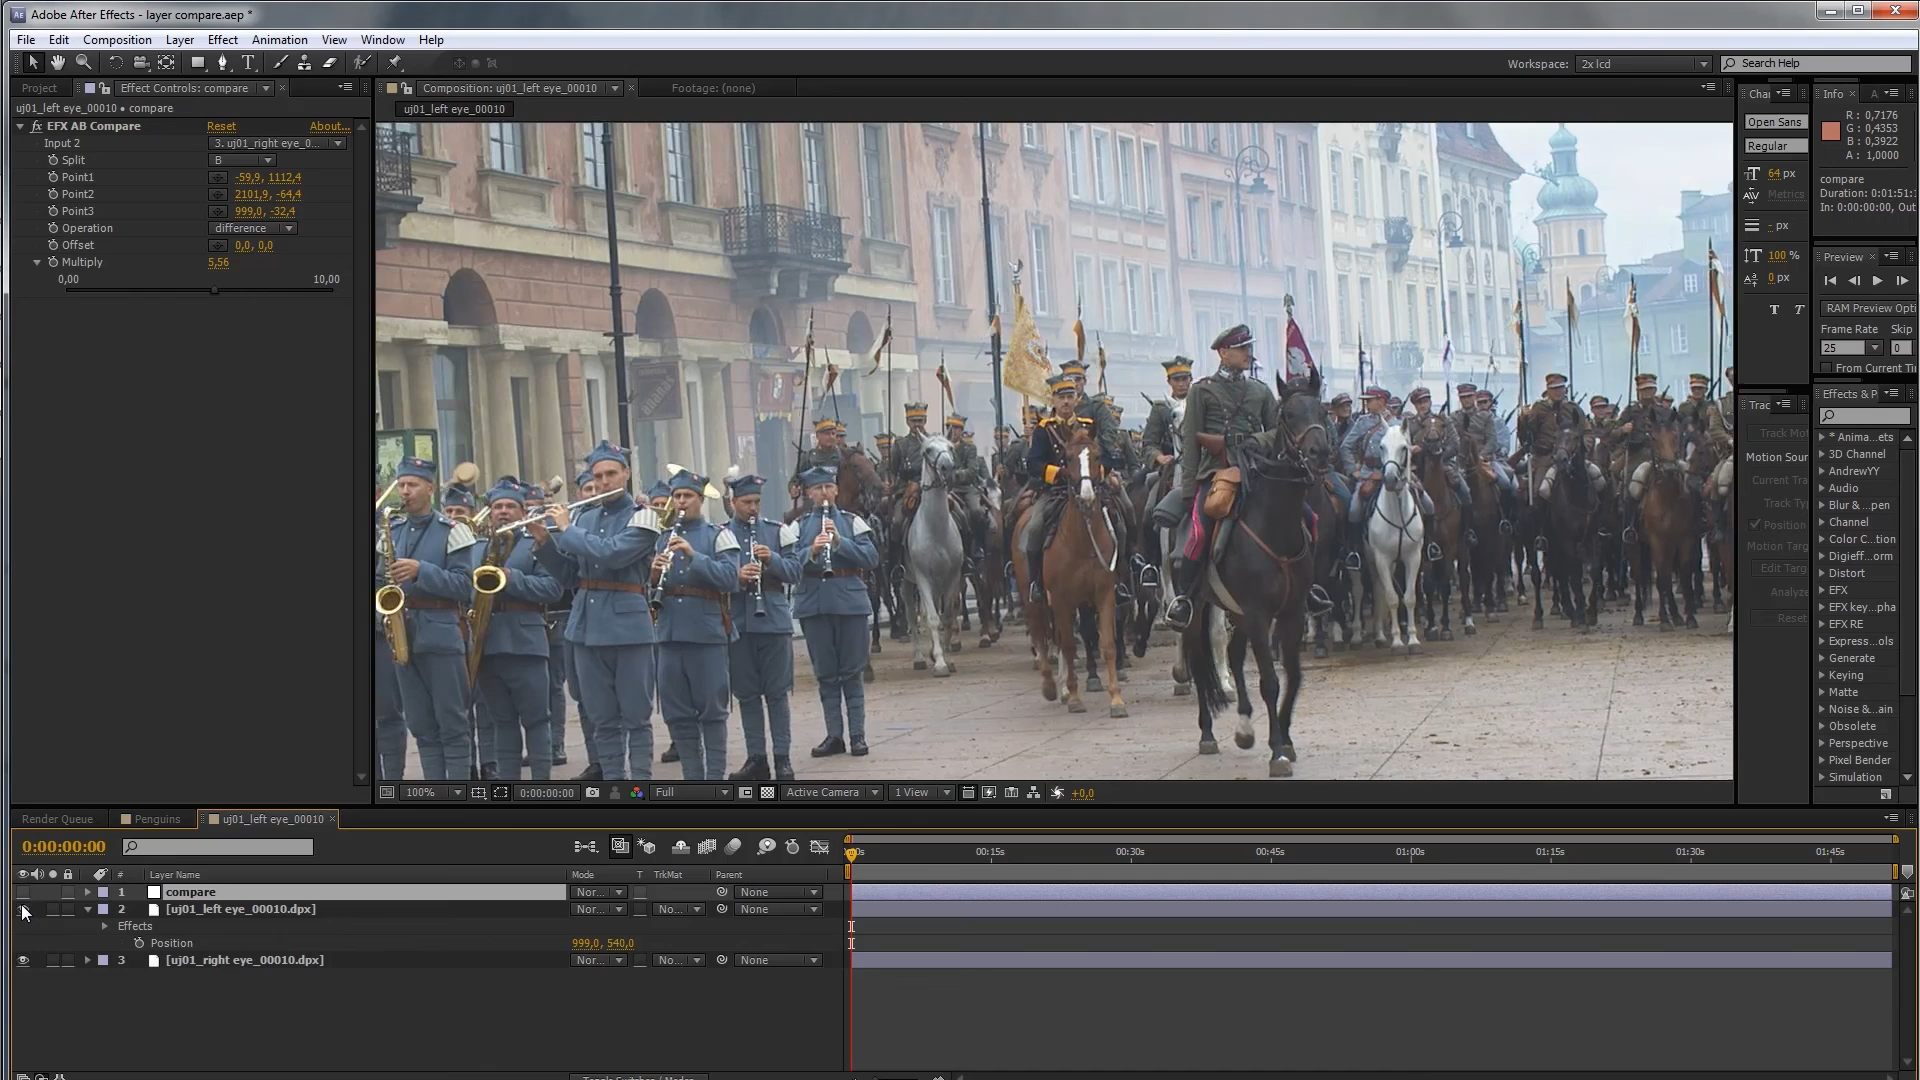 Adobe After Effects - layer compare.aep *
File Edit Composition Layer Effect Animation View Window Help
Workspace: 2x lcd Search Help
Project Effect Controls: compare
uj01_left eye_00010 • compare
fx EFX AB Compare Reset About...
Input 2 3. uj01_right eye_0...
Split B
Point1 -59,9, 1112,4
Point2 2101,9, -64,4
Point3 999,0, -32,4
Operation difference
Offset 0,0, 0,0
Multiply 5,56
0,00 10,00
Composition: uj01_left eye_00010 Footage: (none)
uj01_left eye_00010
100% 0:00:00:00 Full Active Camera 1 View +0,0
Cha
Open Sans
Regular
64 px
Metrics
- px
100 %
0 px
T T
Trac
Track Mot
Motion Sour
Current Tra
Track Ty
Position
Motion Targ
Edit Targ
Analyze
Reset
Info A
R: 0,7176
G: 0,4353
B: 0,3922
A: 1,0000
compare
Duration: 0:01:51:
In: 0:00:00:00, Out
Preview
RAM Preview Opti
Frame Rate Skip
25 0
From Current Ti
Effects & P
* Anima...ets
3D Channel
AndrewYY
Audio
Blur & ...pen
Channel
Color C...tion
Digieff...orm
Distort
EFX
EFX key...pha
EFX RE
Express...ols
Generate
Keying
Matte
Noise &...ain
Obsolete
Perspective
Pixel Bender
Simulation
Render Queue Penguins uj01_left eye_00010
0:00:00:00
# Layer Name Mode T TrkMat Parent
1 compare Nor... None
2 [uj01_left eye_00010.dpx] Nor... No... None
Effects
Position 999,0, 540,0
3 [uj01_right eye_00010.dpx] Nor... No... None
00:15s 00:30s 00:45s 01:00s 01:15s 01:30s 01:45s